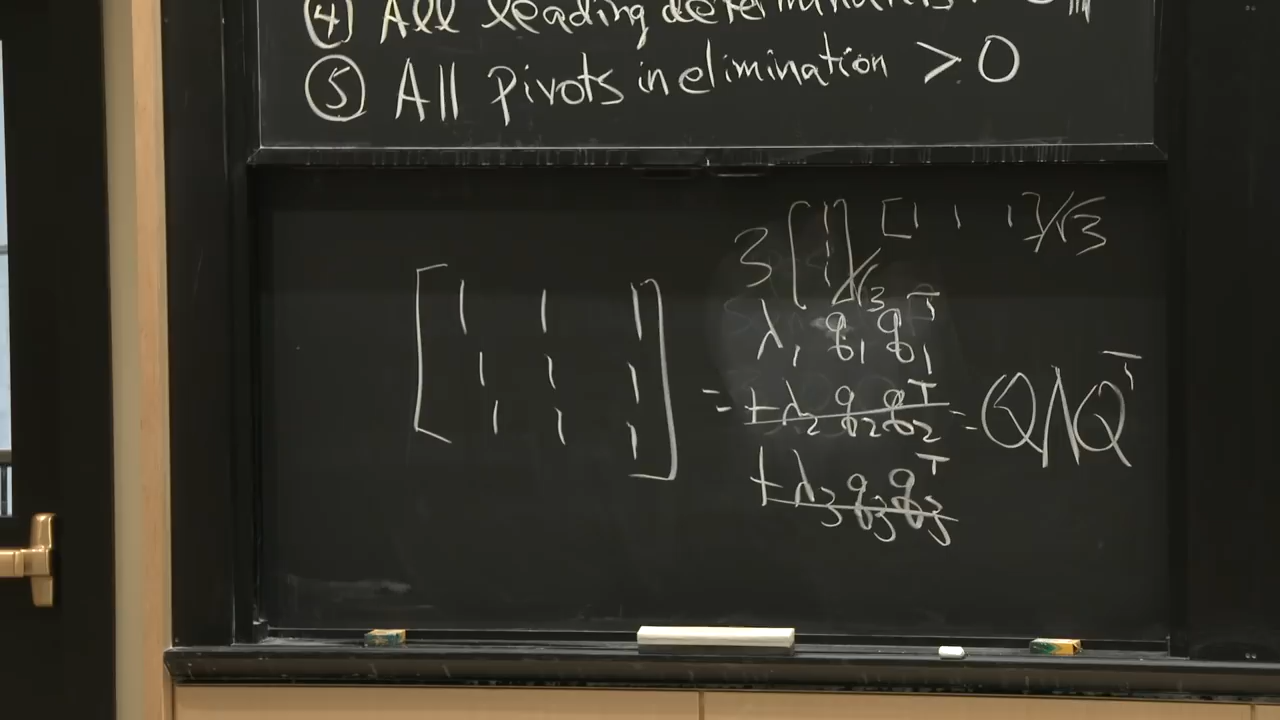 ④ All leading determinants
⑤ All pivots in elimination > 0
3 [1 1 1] /√3 [1 1 1]/√3
[1 1 1
1 1 1
1 1 1] = λ₁ q₁ q₁ᵀ
+λ₂ q₂ q₂ᵀ = QΛQᵀ
+λ₃ q₃ q₃ᵀ